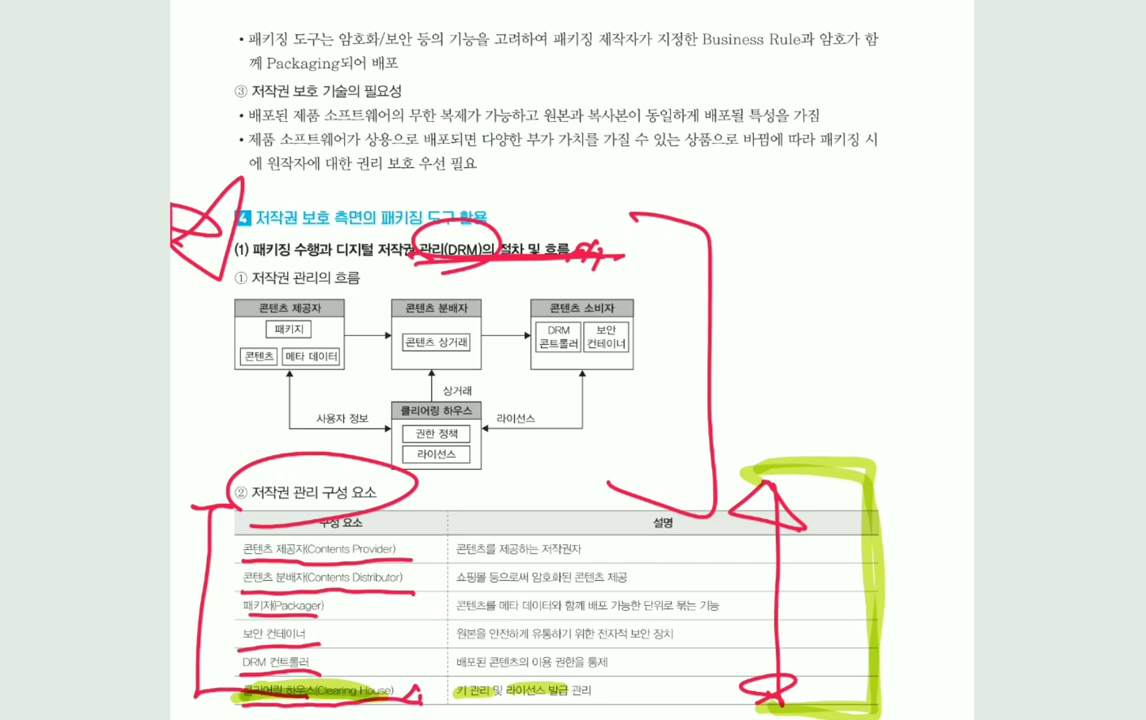 • 패키징 도구는 암호화/보안 등의 기능을 고려하여 패키징 제작자가 지정한 Business Rule과 암호가 함
께 Packaging되어 배포
③ 저작권 보호 기술의 필요성
• 배포된 제품 소프트웨어의 무한 복제가 가능하고 원본과 복사본이 동일하게 배포될 특성을 가짐
• 제품 소프트웨어가 상용으로 배포되면 다양한 부가 가치를 가질 수 있는 상품으로 바뀜에 따라 패키징 시
에 원작자에 대한 권리 보호 우선 필요
4 저작권 보호 측면의 패키징 도구 활용
(1) 패키징 수행과 디지털 저작권 관리(DRM)의 절차 및 흐름
① 저작권 관리의 흐름
콘텐츠 제공자 콘텐츠 분배자 콘텐츠 소비자
패키지
콘텐츠 메타 데이터
콘텐츠 상거래
DRM 콘트롤러
보안 컨테이너
상거래
사용자 정보
클리어링 하우스
라이선스
권한 정책
라이선스
② 저작권 관리 구성 요소
구성 요소 설명
콘텐츠 제공자(Contents Provider) 콘텐츠를 제공하는 저작권자
콘텐츠 분배자(Contents Distributor) 쇼핑몰 등으로써 암호화된 콘텐츠 제공
패키저(Packager) 콘텐츠를 메타 데이터와 함께 배포 가능한 단위로 묶는 기능
보안 컨테이너 원본을 안전하게 유통하기 위한 전자적 보안 장치
DRM 컨트롤러 배포된 콘텐츠의 이용 권한을 통제
클리어링 하우스(Clearing House) 키 관리 및 라이선스 발급 관리